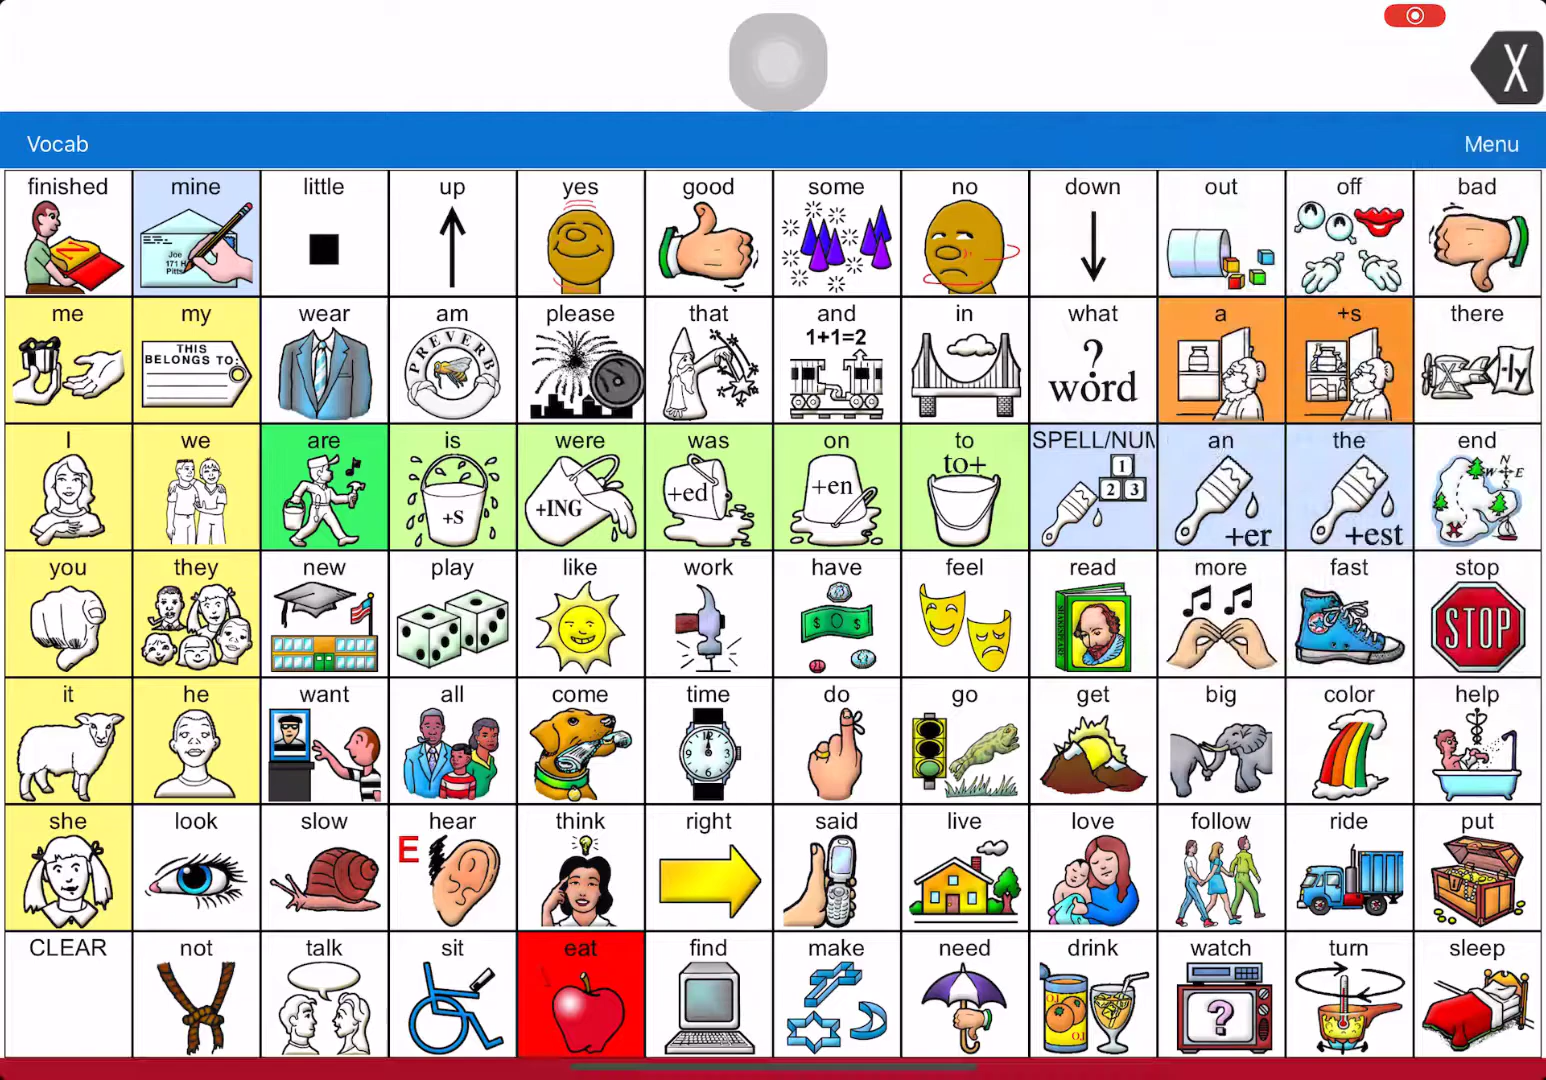 Vocab Menu
finished mine little up yes good some no down out off bad
Joe
171 H
Pitts
me my wear am please that and in what a +s there
THIS
BELONGS TO:
PREVERB
1+1=2
?
word
-ly
I we are is were was on to SPELL/NUM an the end
+S +ING +ed +en to+ 1 2 3 +er +est N W E S
you they new play like work have feel read more fast stop
STOP
it he want all come time do go get big color help
she look slow hear think right said live love follow ride put
E
CLEAR not talk sit eat find make need drink watch turn sleep
O.J.
?